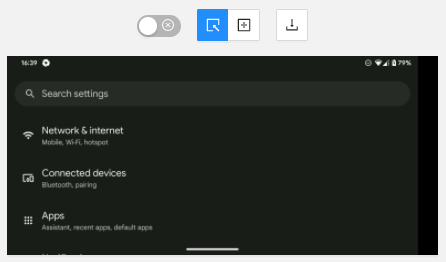 16:39
79%
Search settings
Network & internet
Mobile, Wi-Fi, hotspot
Connected devices
Bluetooth, pairing
Apps
Assistant, recent apps, default apps